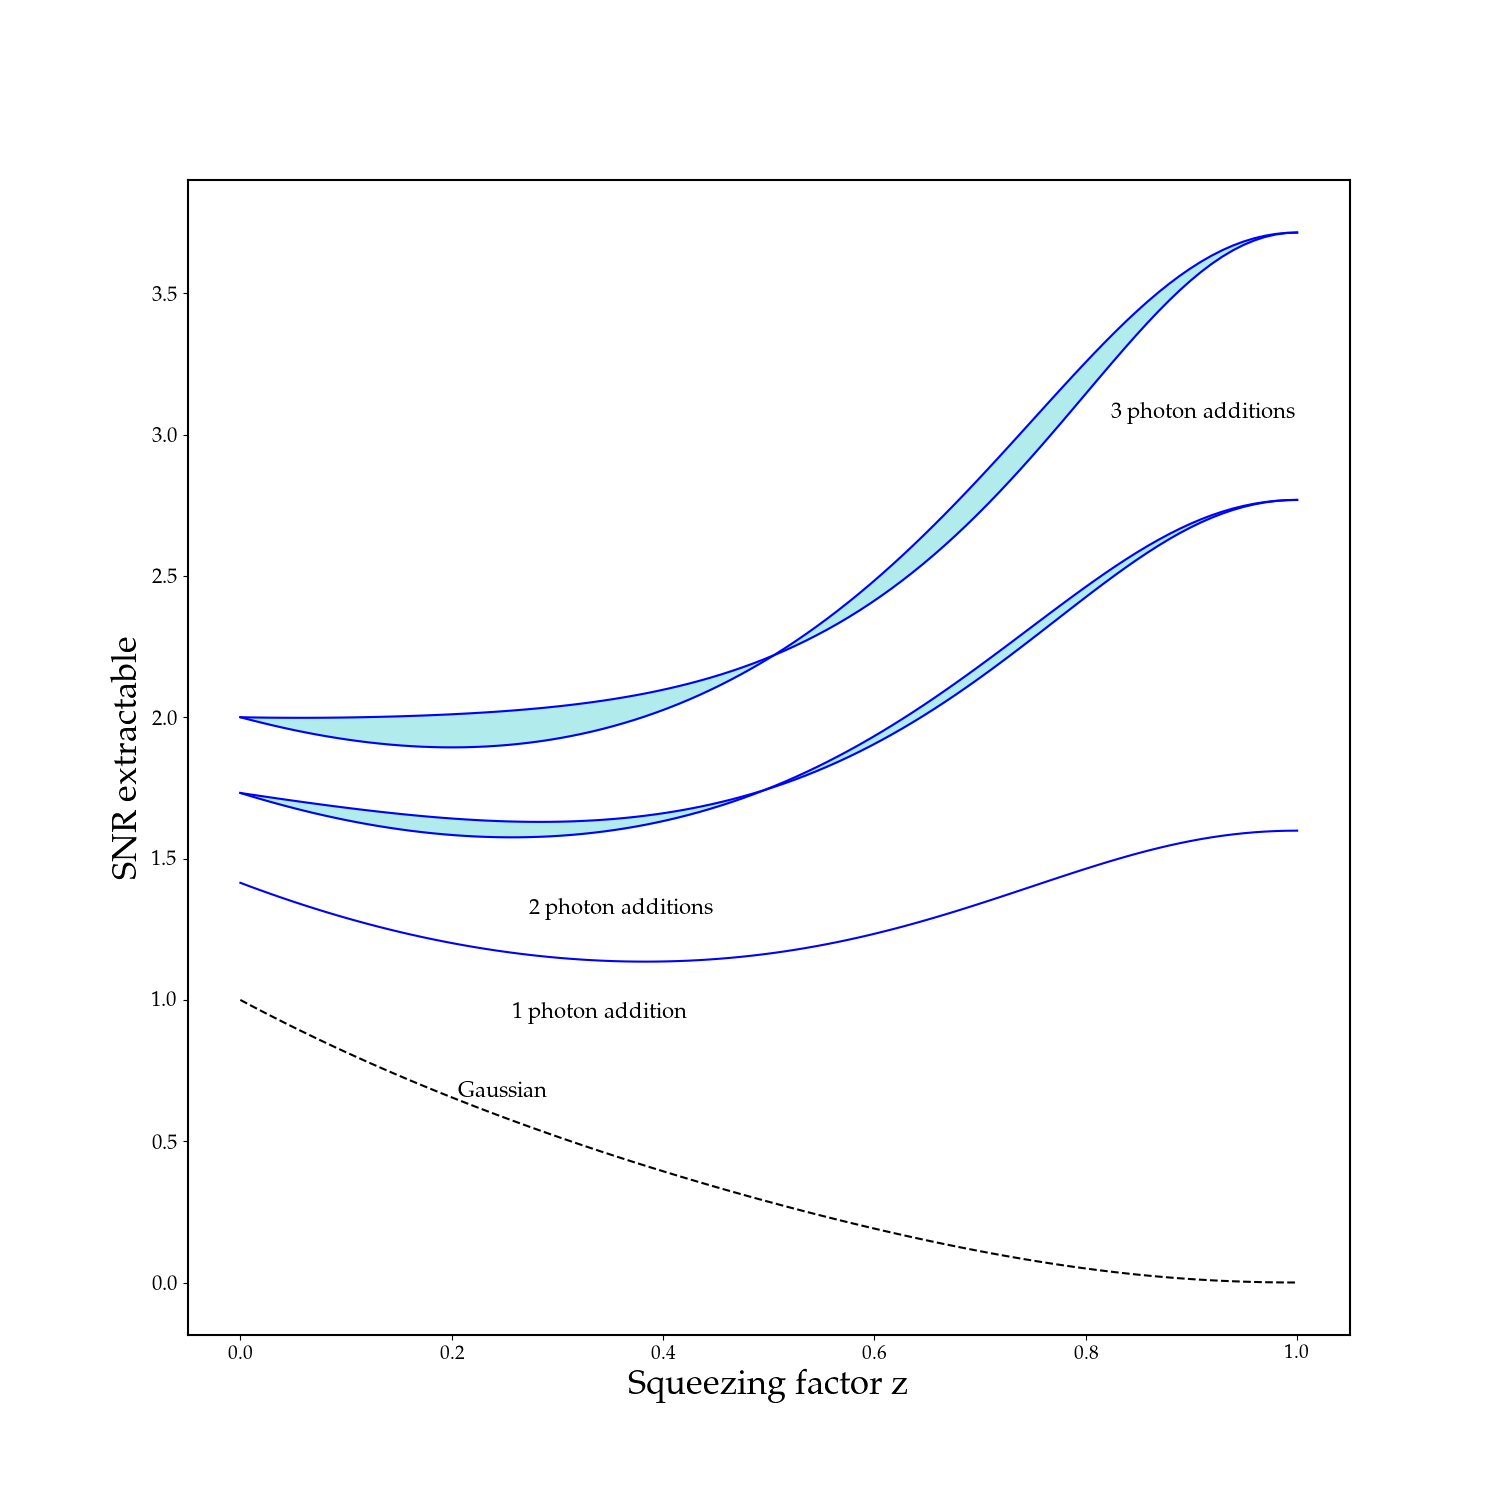 3.5
3.0
2.5
2.0
1.5
1.0
0.5
0.0
SNR extractable
3 photon additions
2 photon additions
1 photon addition
Gaussian
0.0 0.2 0.4 0.6 0.8 1.0
Squeezing factor z